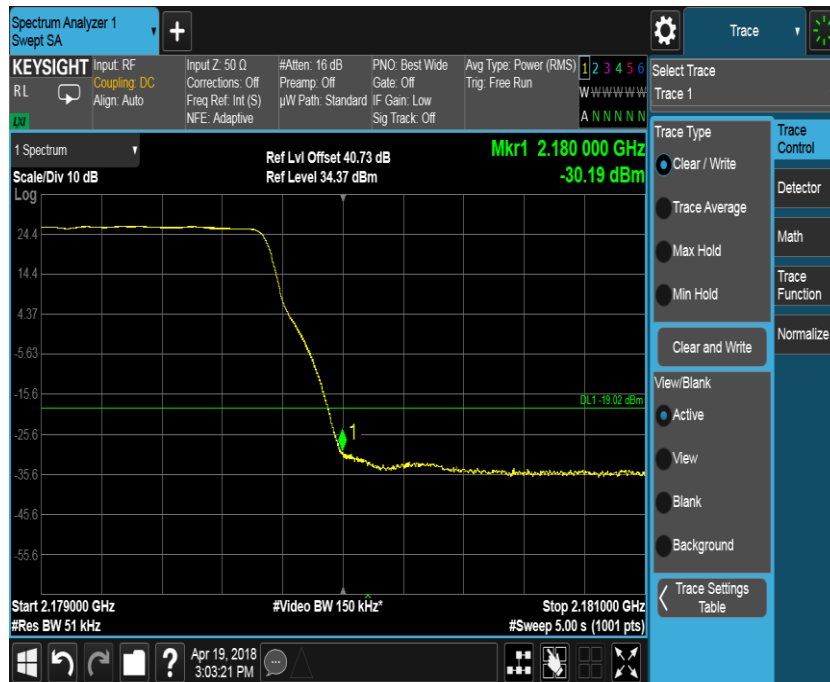 Spectrum Analyzer 1
Swept SA
+
Trace
KEYSIGHT
RL
LXI
Input: RF
Coupling: DC
Align: Auto
Input Z: 50 Ω
Corrections: Off
Freq Ref: Int (S)
NFE: Adaptive
#Atten: 16 dB
Preamp: Off
µW Path: Standard
PNO: Best Wide
Gate: Off
IF Gain: Low
Sig Track: Off
Avg Type: Power (RMS)
Trig: Free Run
1 2 3 4 5 6
W W W W W W
A N N N N N
Select Trace
Trace 1
1 Spectrum
Scale/Div 10 dB
Ref Lvl Offset 40.73 dB
Ref Level 34.37 dBm
Mkr1 2.180 000 GHz
-30.19 dBm
Log
24.4
14.4
4.37
-5.63
-15.6
-25.6
-35.6
-45.6
-55.6
DL1 -19.02 dBm
1
Start 2.179000 GHz
#Res BW 51 kHz
#Video BW 150 kHz*
Stop 2.181000 GHz
#Sweep 5.00 s (1001 pts)
Trace Type
Clear / Write
Trace Average
Max Hold
Min Hold
Clear and Write
View/Blank
Active
View
Blank
Background
Trace Settings
Table
Trace
Control
Detector
Math
Trace
Function
Normalize
?
Apr 19, 2018
3:03:21 PM